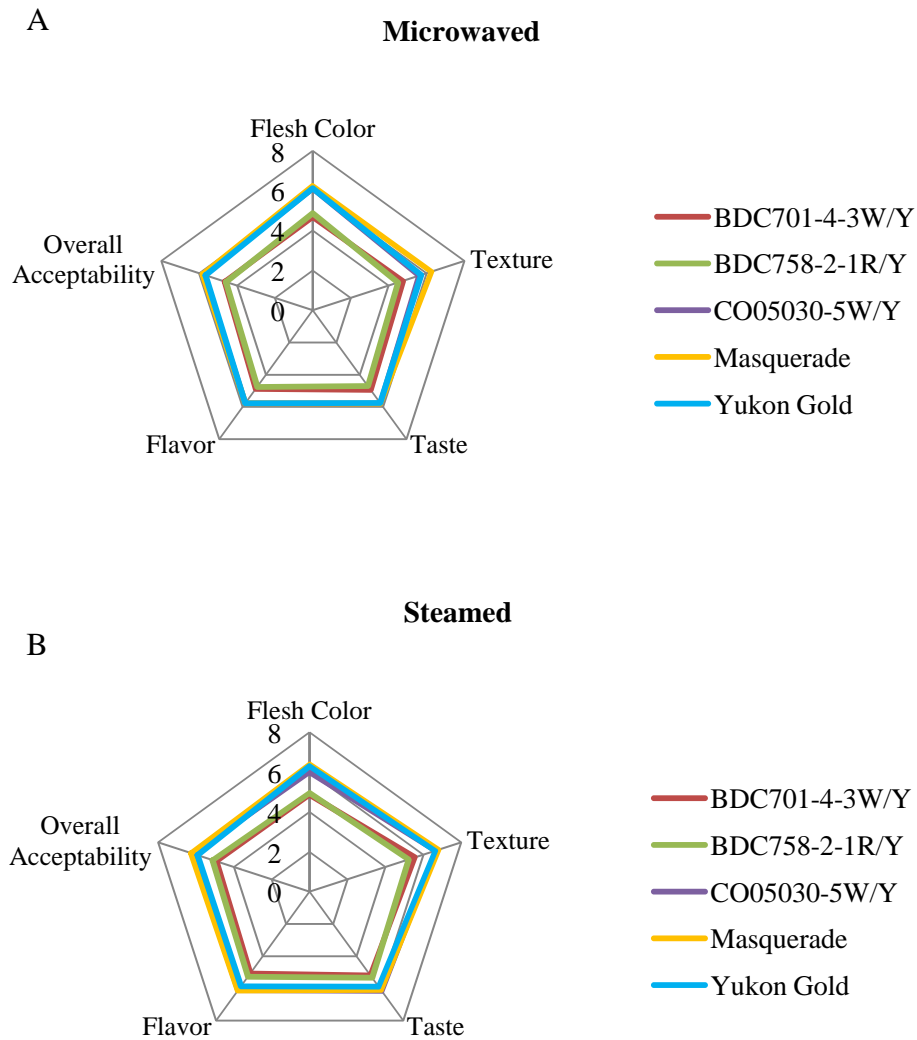 A
Microwaved
Flesh Color
8
6
4
2
0
Texture
Taste
Flavor
Overall
Acceptability
BDC701-4-3W/Y
BDC758-2-1R/Y
CO05030-5W/Y
Masquerade
Yukon Gold
Steamed
B
Flesh Color
8
6
4
2
0
Texture
Taste
Flavor
Overall
Acceptability
BDC701-4-3W/Y
BDC758-2-1R/Y
CO05030-5W/Y
Masquerade
Yukon Gold